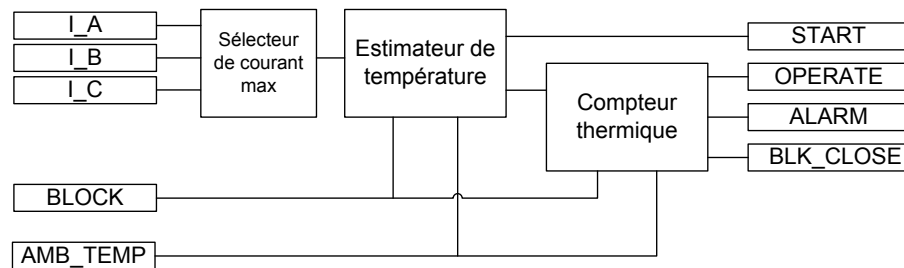 I_A
I_B
I_C
BLOCK
AMB_TEMP
Sélecteur
de courant
max
Estimateur de
température
Compteur
thermique
START
OPERATE
ALARM
BLK_CLOSE